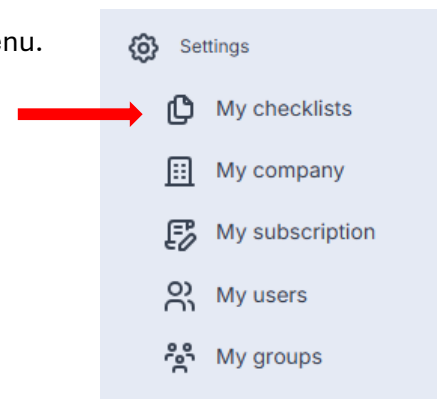 enu.
Settings
My checklists
My company
My subscription
My users
My groups